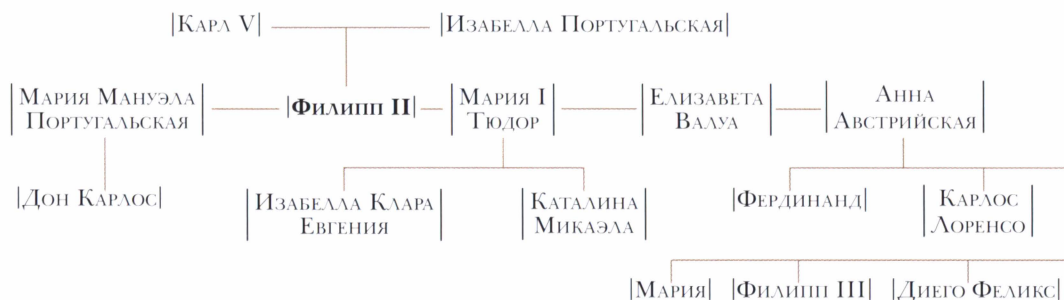 |Карл V| |Изабелла Португальская|
|Мария Мануэла Португальская| |Филипп II| |Мария I Тюдор| |Елизавета Валуа| |Анна Австрийская|
|Дон Карлос| |Изабелла Клара Евгения| |Каталина Микаэла| |Фердинанд| |Карлос Лоренсо|
|Мария| |Филипп III| |Диего Феликс|